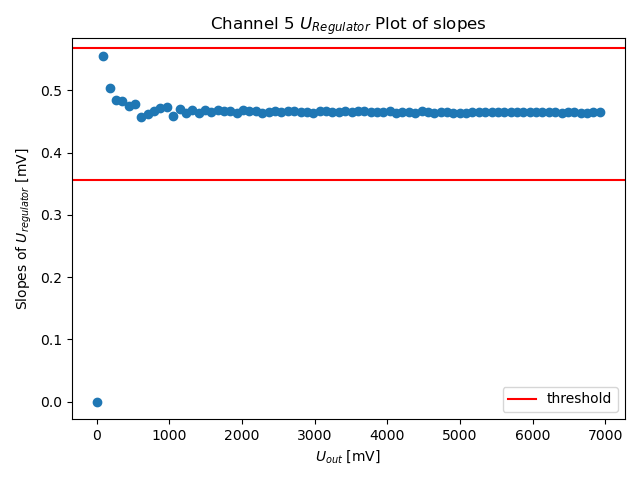 Channel 5 U_Regulator Plot of slopes
Slopes of U_regulator [mV]
0.5
0.4
0.3
0.2
0.1
0.0
threshold
0 1000 2000 3000 4000 5000 6000 7000
U_out [mV]